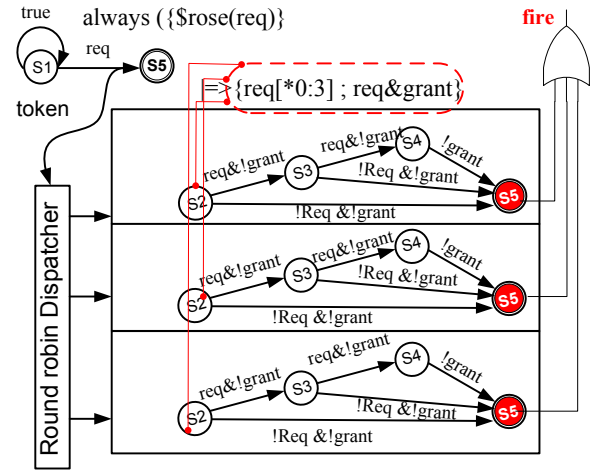 true
always ({$rose(req)}
fire
req
S1
S5
|=>{req[*0:3] ; req&grant}
token
Round robin Dispatcher
req&!grant
req&!grant
S4
!grant
S3
!Req &!grant
S2
S5
!Req &!grant
req&!grant
req&!grant
S4
!grant
S3
!Req &!grant
S2
S5
!Req &!grant
req&!grant
req&!grant
S4
!grant
S3
!Req &!grant
S2
S5
!Req &!grant